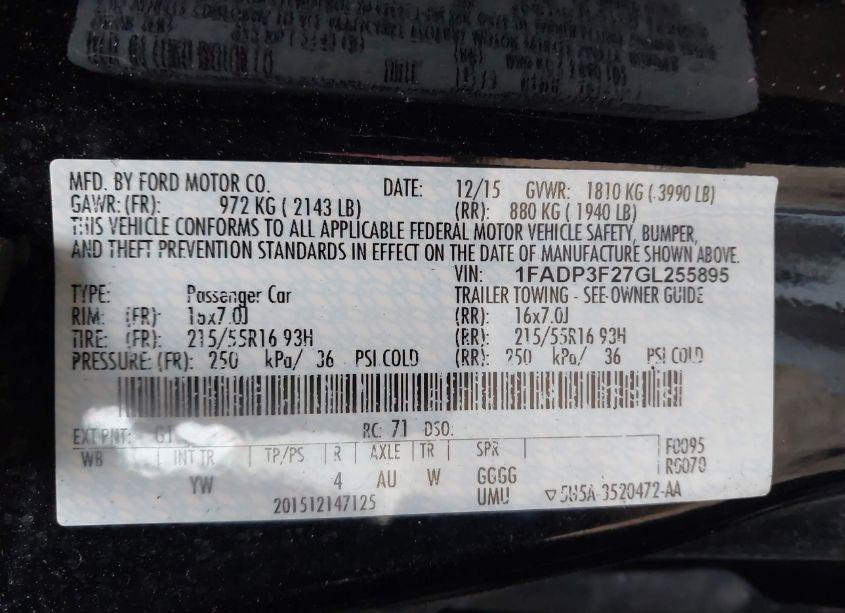 MFD. BY FORD MOTOR CO. DATE: 12/15 GVWR: 1810 KG ( 3990 LB)
GAWR: (FR): 972 KG ( 2143 LB) (RR): 880 KG ( 1940 LB)
THIS VEHICLE CONFORMS TO ALL APPLICABLE FEDERAL MOTOR VEHICLE SAFETY, BUMPER,
AND THEFT PREVENTION STANDARDS IN EFFECT ON THE DATE OF MANUFACTURE SHOWN ABOVE.
VIN: 1FADP3F27GL255895
TYPE: Passenger Car TRAILER TOWING - SEE OWNER GUIDE
RIM: (FR): 16x7.0J (RR): 16x7.0J
TIRE: (FR): 215/55R16 93H (RR): 215/55R16 93H
PRESSURE: (FR): 250 kPa/ 36 PSI COLD (RR): 250 kPa/ 36 PSI COLD
EXT PNT: RC: 71 DSO:
WB INT TR TP/PS R AXLE TR SPR F0095
YW 4 AU W GGGG
201512147125 UMU 5U5A-3520472-AA